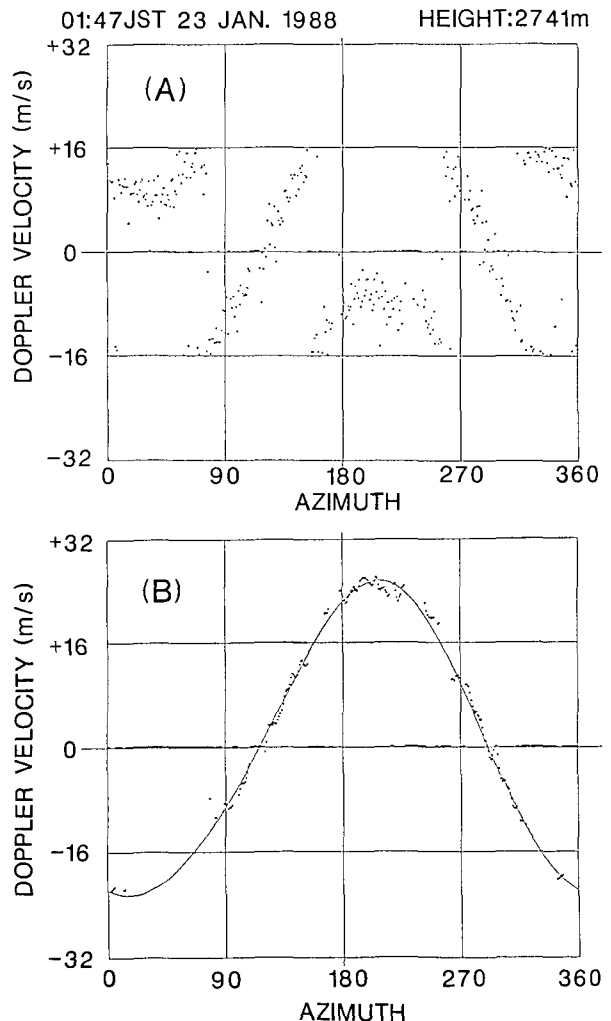 01:47JST 23 JAN. 1988 HEIGHT:2741m
+32
(A)
+16
0
−16
−32
DOPPLER VELOCITY (m/s)
0 90 180 270 360
AZIMUTH
+32
(B)
+16
0
−16
−32
DOPPLER VELOCITY (m/s)
0 90 180 270 360
AZIMUTH